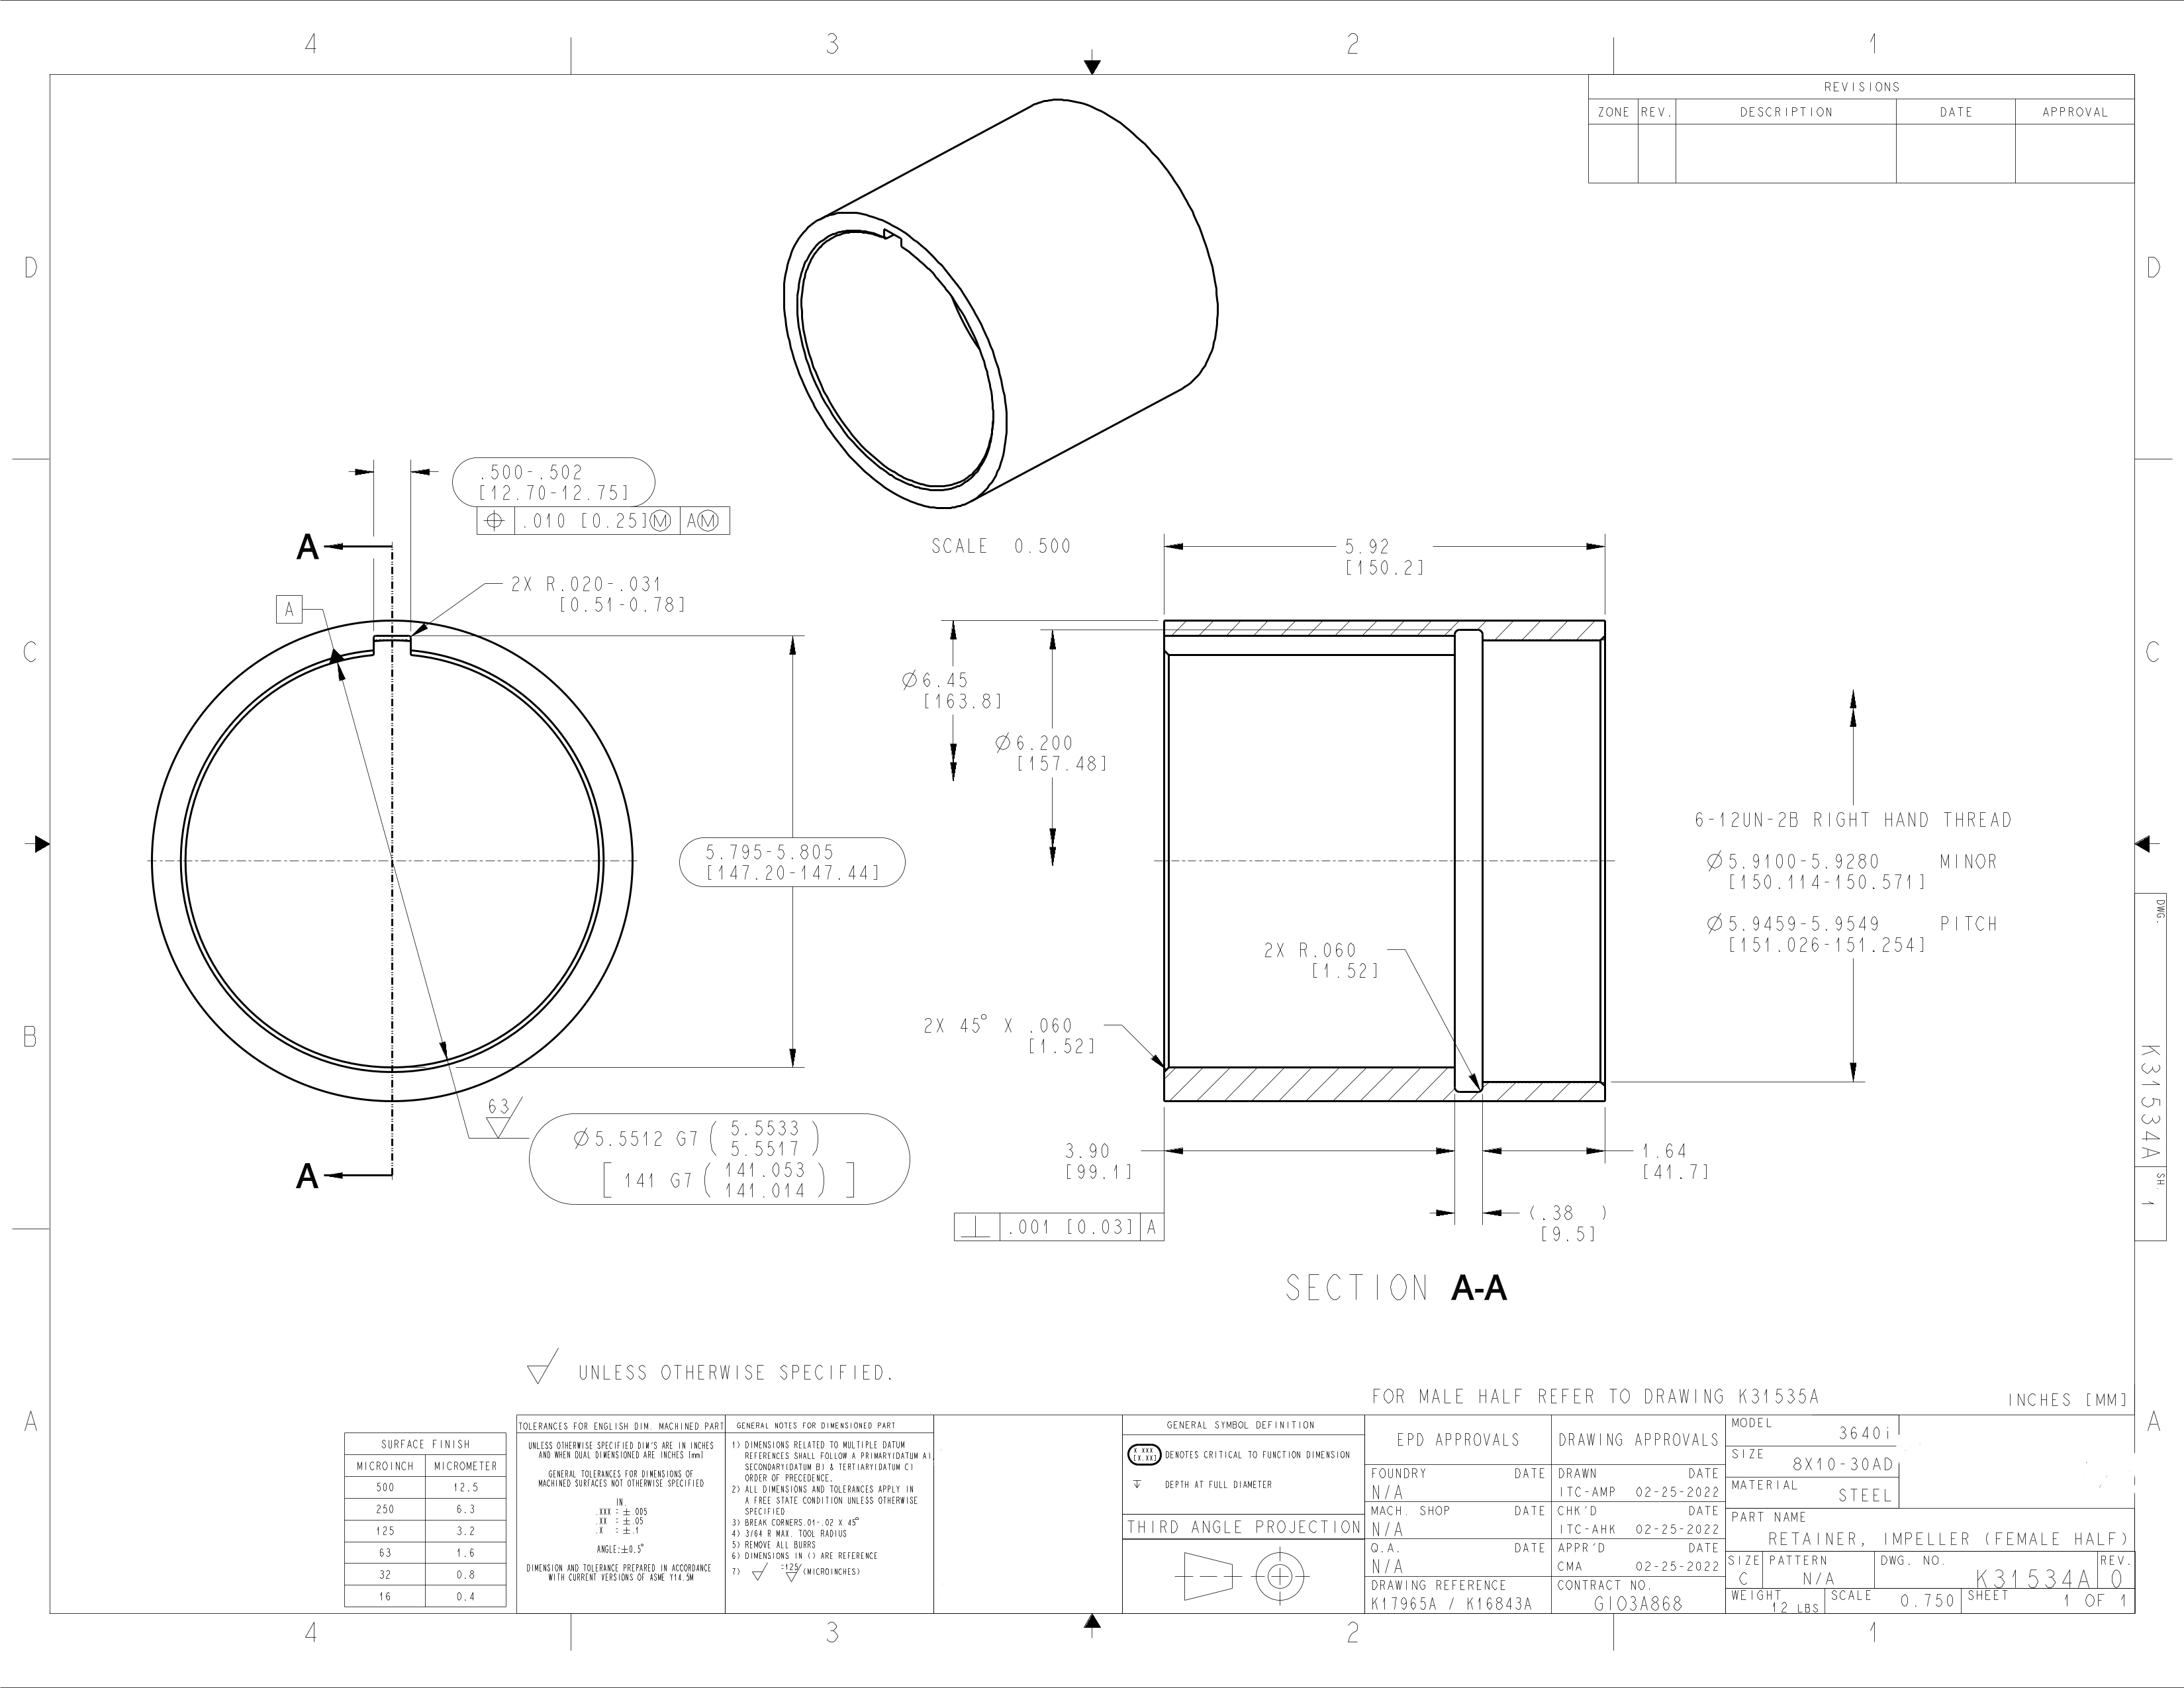 4 3 2 1
REVISIONS
ZONE REV. DESCRIPTION DATE APPROVAL
D D
.500-.502
[12.70-12.75]
.010 [0.25]Ⓜ AⓂ
A
SCALE 0.500
5.92
[150.2]
2X R.020-.031
[0.51-0.78]
A
C C
Ø6.45
[163.8]
Ø6.200
[157.48]
6-12UN-2B RIGHT HAND THREAD
5.795-5.805
[147.20-147.44]
Ø5.9100-5.9280 MINOR
[150.114-150.571]
Ø5.9459-5.9549 PITCH
[151.026-151.254]
DWG.
K31534A
SH.
1
2X R.060
[1.52]
B
2X 45° X .060
[1.52]
63
Ø5.5512 G7 ( 5.5533
5.5517 )
[ 141 G7 ( 141.053
141.014 ) ]
A
3.90
[99.1]
1.64
[41.7]
⊥ .001 [0.03] A
(.38 )
[9.5]
SECTION A-A
UNLESS OTHERWISE SPECIFIED.
FOR MALE HALF REFER TO DRAWING K31535A
INCHES [MM]
A A
SURFACE FINISH
MICROINCH MICROMETER
500 12.5
250 6.3
125 3.2
63 1.6
32 0.8
16 0.4
TOLERANCES FOR ENGLISH DIM. MACHINED PART
UNLESS OTHERWISE SPECIFIED DIM'S ARE IN INCHES
AND WHEN DUAL DIMENSIONED ARE INCHES [mm]
GENERAL TOLERANCES FOR DIMENSIONS OF
MACHINED SURFACES NOT OTHERWISE SPECIFIED
IN.
.XXX = ±.005
.XX = ±.05
.X = ±.1
ANGLE:±0.5°
DIMENSION AND TOLERANCE PREPARED IN ACCORDANCE
WITH CURRENT VERSIONS OF ASME Y14.5M
GENERAL NOTES FOR DIMENSIONED PART
1) DIMENSIONS RELATED TO MULTIPLE DATUM
REFERENCES SHALL FOLLOW A PRIMARY(DATUM A),
SECONDARY(DATUM B) & TERTIARY(DATUM C)
ORDER OF PRECEDENCE.
2) ALL DIMENSIONS AND TOLERANCES APPLY IN
A FREE STATE CONDITION UNLESS OTHERWISE
SPECIFIED
3) BREAK CORNERS.01-.02 X 45°
4) 3/64 R MAX. TOOL RADIUS
5) REMOVE ALL BURRS
6) DIMENSIONS IN () ARE REFERENCE
7) √ =125/ (MICROINCHES)
GENERAL SYMBOL DEFINITION
X.XXX
[X.XX] DENOTES CRITICAL TO FUNCTION DIMENSION
DEPTH AT FULL DIAMETER
THIRD ANGLE PROJECTION
EPD APPROVALS
FOUNDRY DATE
N/A
MACH. SHOP DATE
N/A
Q.A. DATE
N/A
DRAWING REFERENCE
K17965A / K16843A
DRAWING APPROVALS
DRAWN DATE
ITC-AMP 02-25-2022
CHK'D DATE
ITC-AHK 02-25-2022
APPR'D DATE
CMA 02-25-2022
CONTRACT NO.
GIO3A868
MODEL
3640i
SIZE
8X10-30AD
MATERIAL
STEEL
PART NAME
RETAINER, IMPELLER (FEMALE HALF)
SIZE PATTERN DWG. NO. REV.
C N/A K31534A 0
WEIGHT SCALE SHEET
12 LBS 0.750 1 OF 1
4 3 2 1